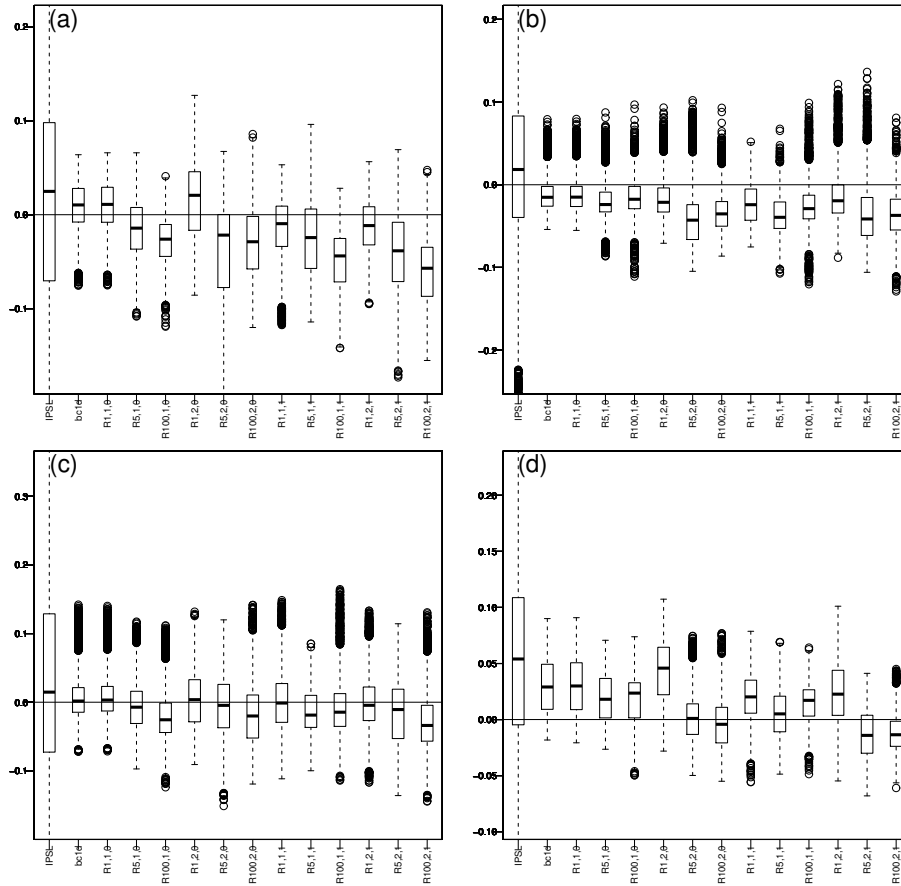 (a)
0.2
0.1
0.0
-0.1
IPSL
bc1d
R1,1,0
R5,1,0
R100,1,0
R1,2,0
R5,2,0
R100,2,0
R1,1,1
R5,1,1
R100,1,1
R1,2,1
R5,2,1
R100,2,1
(b)
0.2
0.1
0.0
-0.1
-0.2
IPSL
bc1d
R1,1,0
R5,1,0
R100,1,0
R1,2,0
R5,2,0
R100,2,0
R1,1,1
R5,1,1
R100,1,1
R1,2,1
R5,2,1
R100,2,1
(c)
0.3
0.2
0.1
0.0
-0.1
IPSL
bc1d
R1,1,0
R5,1,0
R100,1,0
R1,2,0
R5,2,0
R100,2,0
R1,1,1
R5,1,1
R100,1,1
R1,2,1
R5,2,1
R100,2,1
(d)
0.20
0.15
0.10
0.05
0.00
-0.05
-0.10
IPSL
bc1d
R1,1,0
R5,1,0
R100,1,0
R1,2,0
R5,2,0
R100,2,0
R1,1,1
R5,1,1
R100,1,1
R1,2,1
R5,2,1
R100,2,1